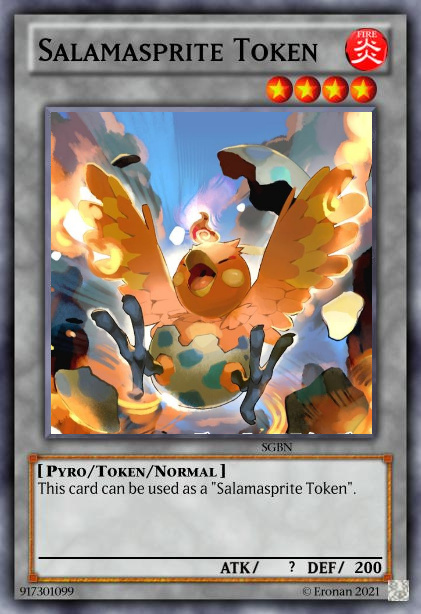 SALAMASPRITE TOKEN
FIRE
炎
SGBN
[ PYRO/TOKEN/NORMAL ]
This card can be used as a "Salamasprite Token".
ATK/ ? DEF/ 200
917301099
© Eronan 2021